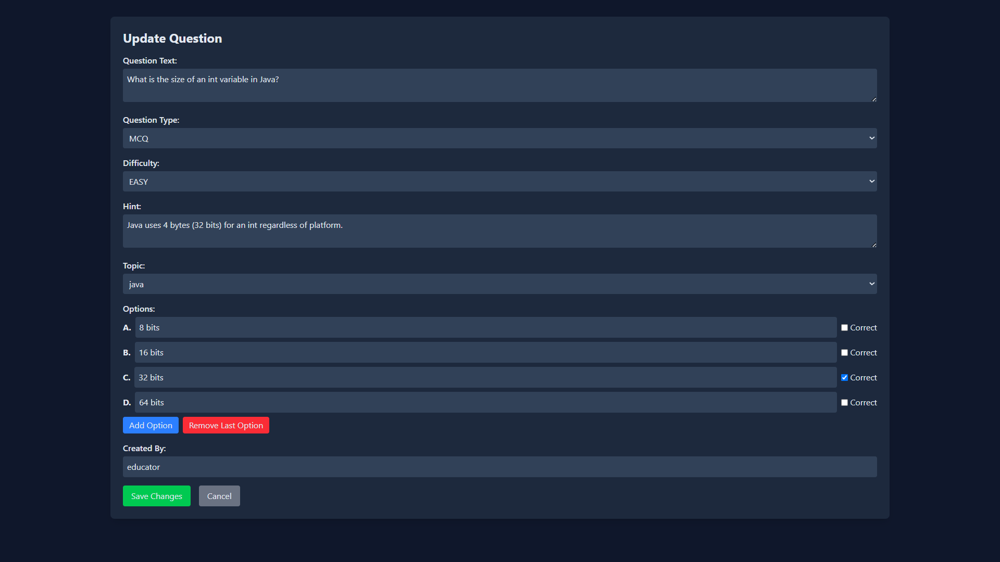 Update Question
Question Text:
What is the size of an int variable in Java?
Question Type:
MCQ
Difficulty:
EASY
Hint:
Java uses 4 bytes (32 bits) for an int regardless of platform.
Topic:
java
Options:
A. 8 bits Correct
B. 16 bits Correct
C. 32 bits Correct
D. 64 bits Correct
Add Option Remove Last Option
Created By:
educator
Save Changes Cancel